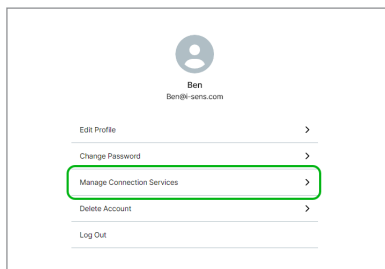 Ben
Ben@i-sens.com
Edit Profile
Change Password
Manage Connection Services
Delete Account
Log Out